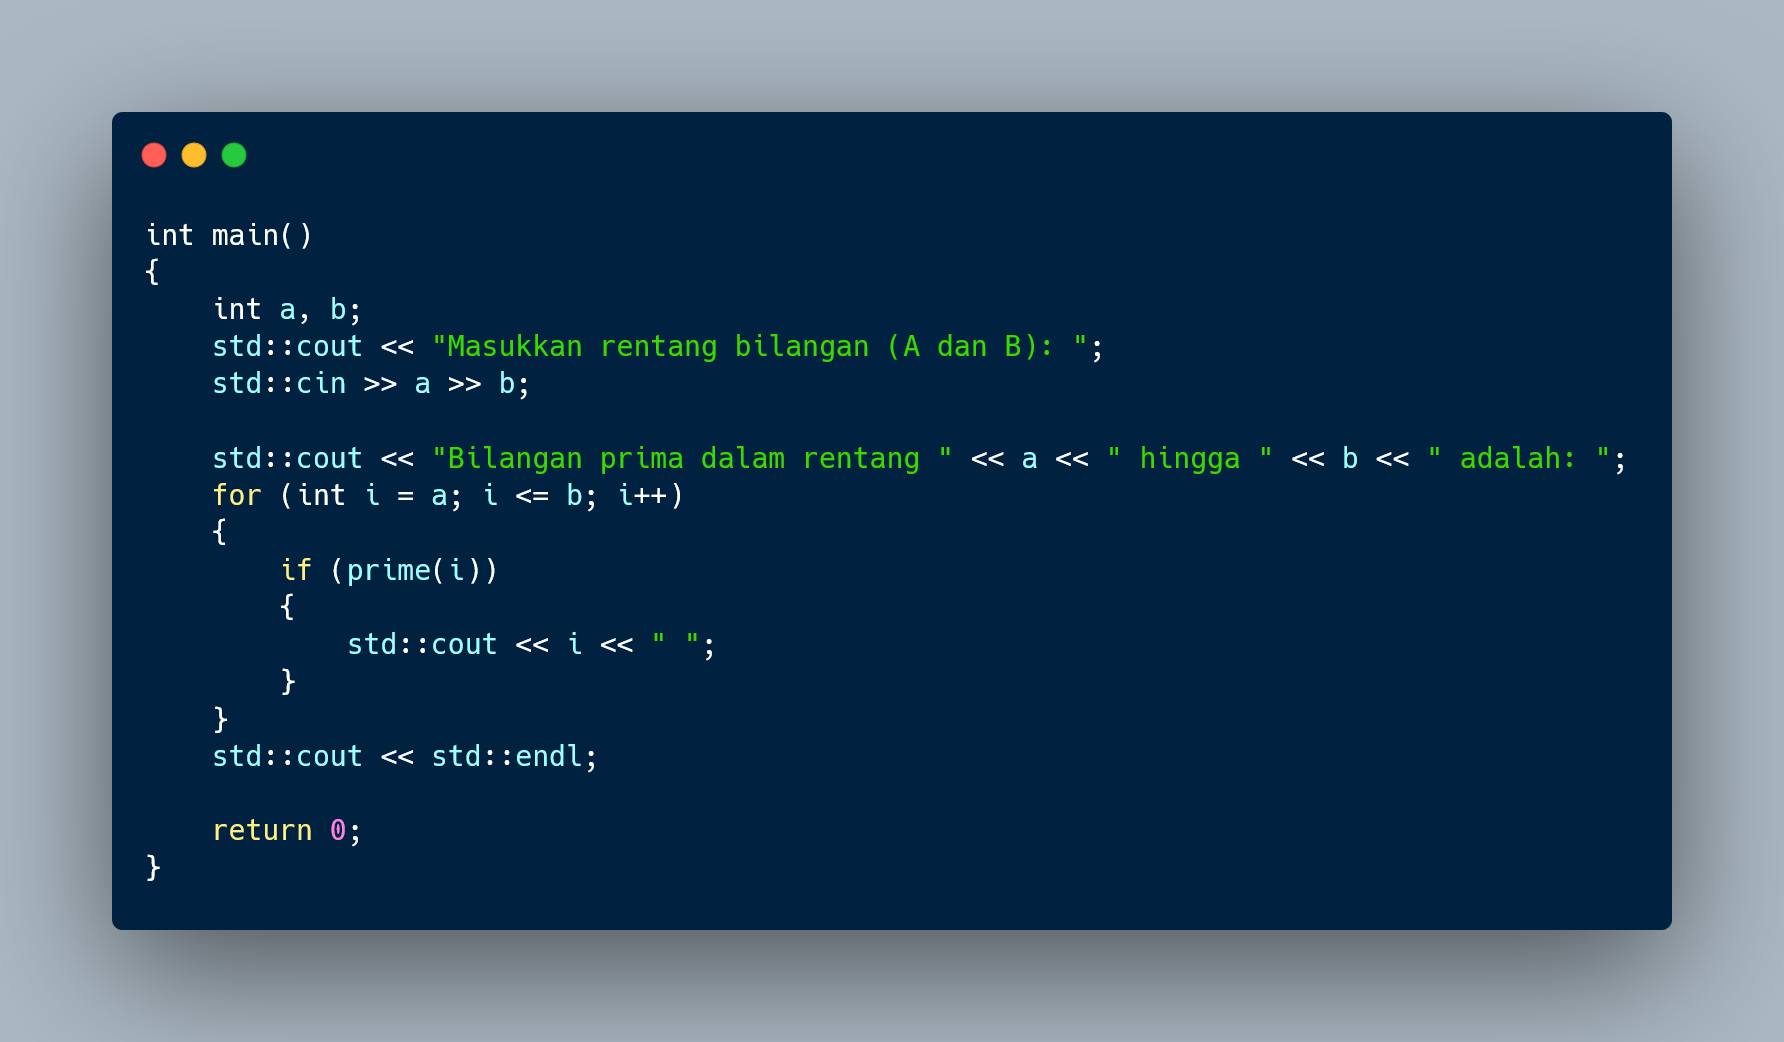 int main()
{
    int a, b;
    std::cout << "Masukkan rentang bilangan (A dan B): ";
    std::cin >> a >> b;

    std::cout << "Bilangan prima dalam rentang " << a << " hingga " << b << " adalah: ";
    for (int i = a; i <= b; i++)
    {
        if (prime(i))
        {
            std::cout << i << " ";
        }
    }
    std::cout << std::endl;

    return 0;
}